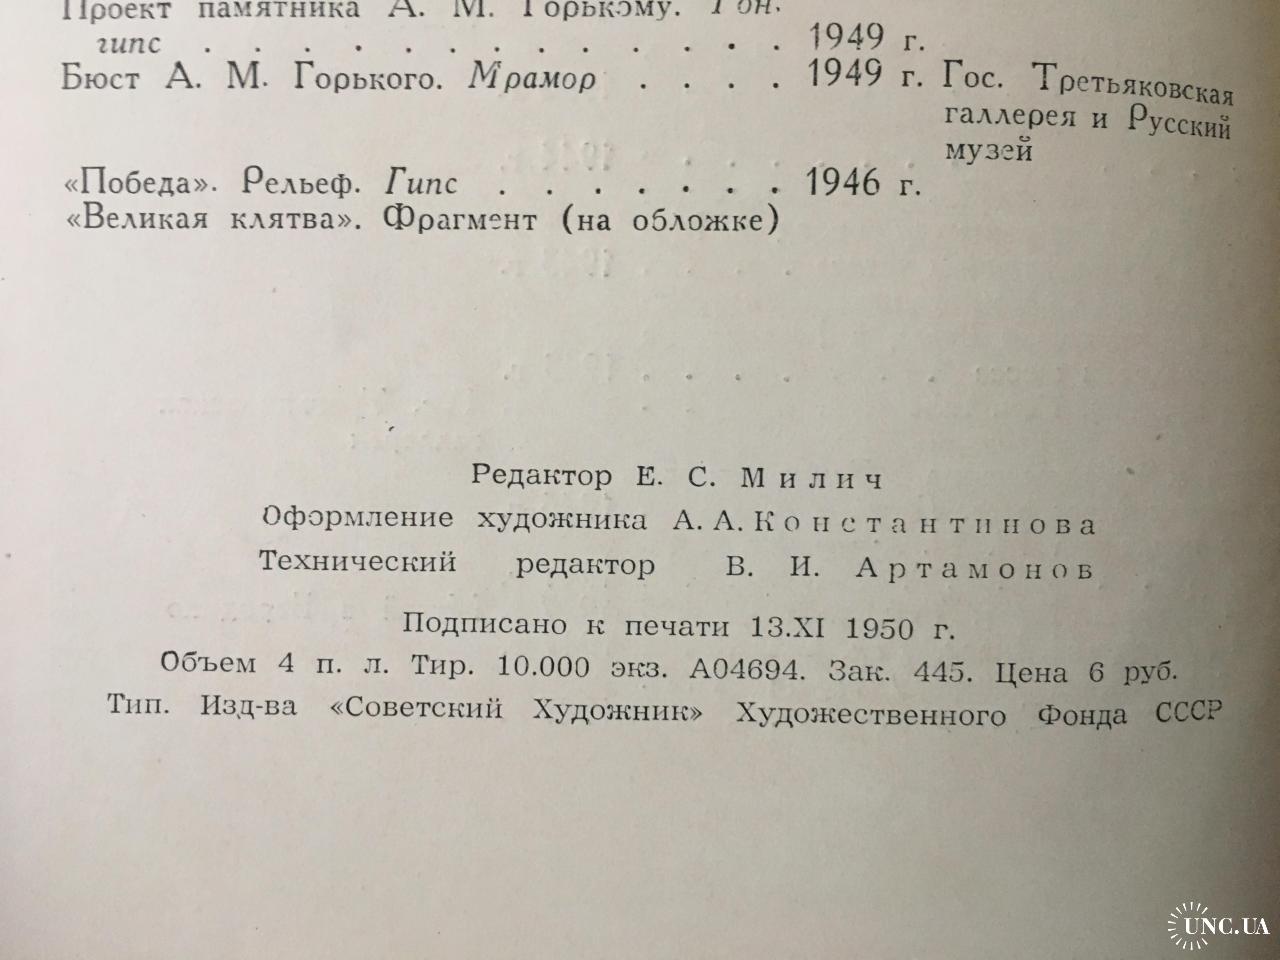 Проект памятника А. М. Горькому. Тон.
гипс . . . . . . . . . . . . . 1949 г.
Бюст А. М. Горького. Мрамор . . . . 1949 г. Гос. Третьяковская
галлерея и Русский
музей
«Победа». Рельеф. Гипс . . . . . . . 1946 г.
«Великая клятва». Фрагмент (на обложке)
Редактор Е. С. Милич
Оформление художника А. А. Константинова
Технический редактор В. И. Артамонов
Подписано к печати 13.XI 1950 г.
Объем 4 п. л. Тир. 10.000 экз. А04694. Зак. 445. Цена 6 руб.
Тип. Изд-ва «Советский Художник» Художественного Фонда СССР
UNC.UA